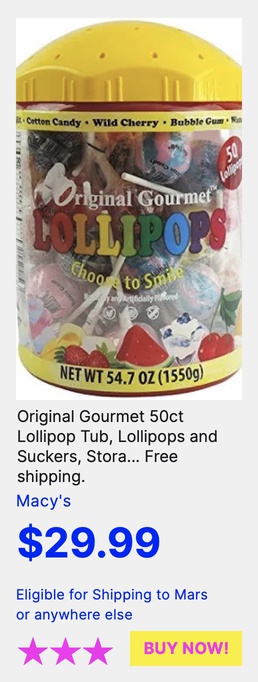 Cotton Candy • Wild Cherry • Bubble Gum •
50
Lollipops
Original Gourmet™
LOLLIPOPS
Choose to Smile
Naturally and Artificially Flavored
NET WT 54.7 OZ (1550g)
Original Gourmet 50ct
Lollipop Tub, Lollipops and
Suckers, Stora... Free
shipping.
Macy's
$29.99
Eligible for Shipping to Mars
or anywhere else
BUY NOW!